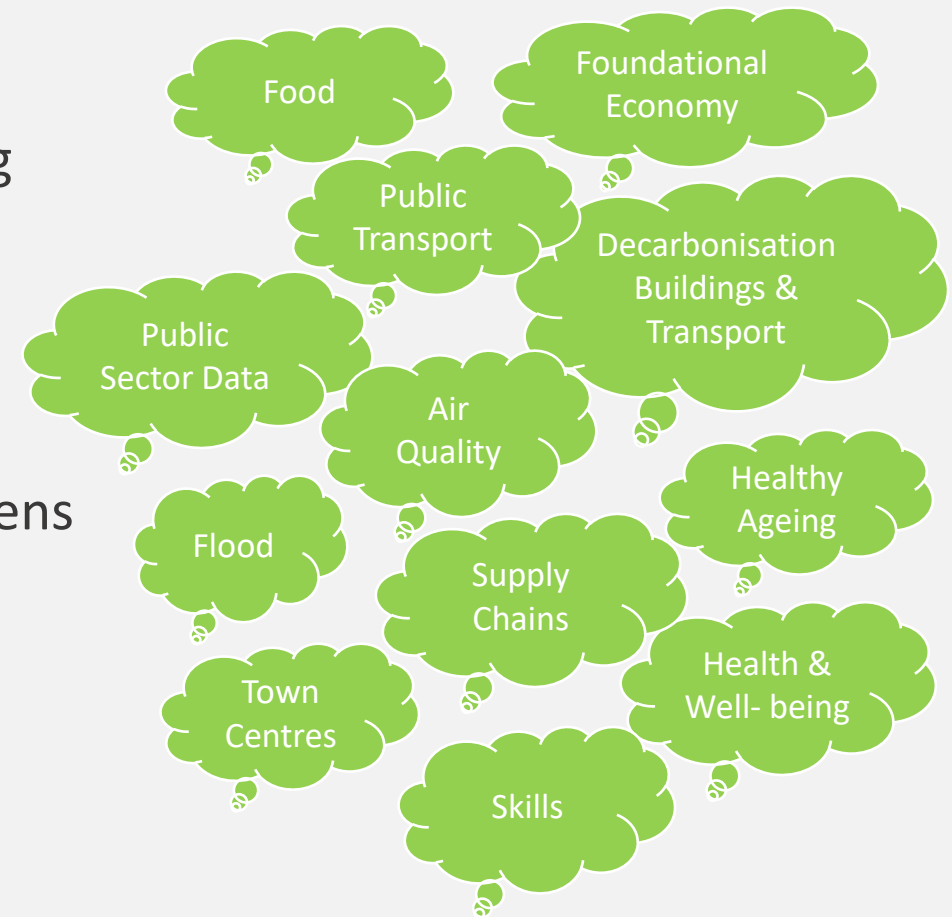 Food
Foundational
Economy
g
Public
Transport
Decarbonisation
Buildings &
Transport
Public
Sector Data
Air
Quality
Healthy
Ageing
ens
Flood
Supply
Chains
Health &
Well- being
Town
Centres
Skills